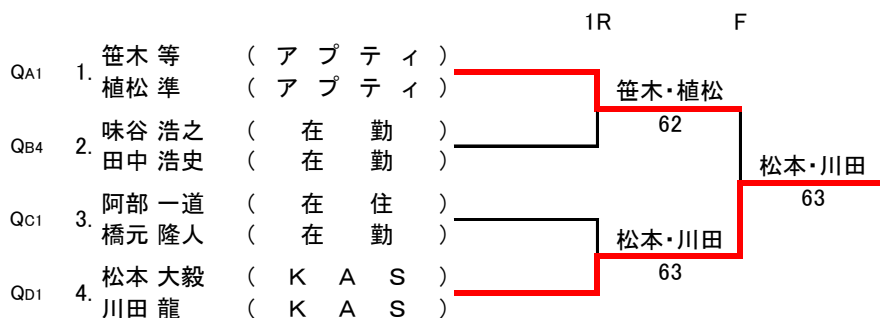 1R F
QA1 1. 笹木 等 ( ア プ テ ィ )
植松 準 ( ア プ テ ィ )
笹木・植松
62
QB4 2. 味谷 浩之 ( 在 勤 )
田中 浩史 ( 在 勤 )
松本・川田
63
QC1 3. 阿部 一道 ( 在 住 )
橋元 隆人 ( 在 勤 )
松本・川田
63
QD1 4. 松本 大毅 ( K A S )
川田 龍 ( K A S )